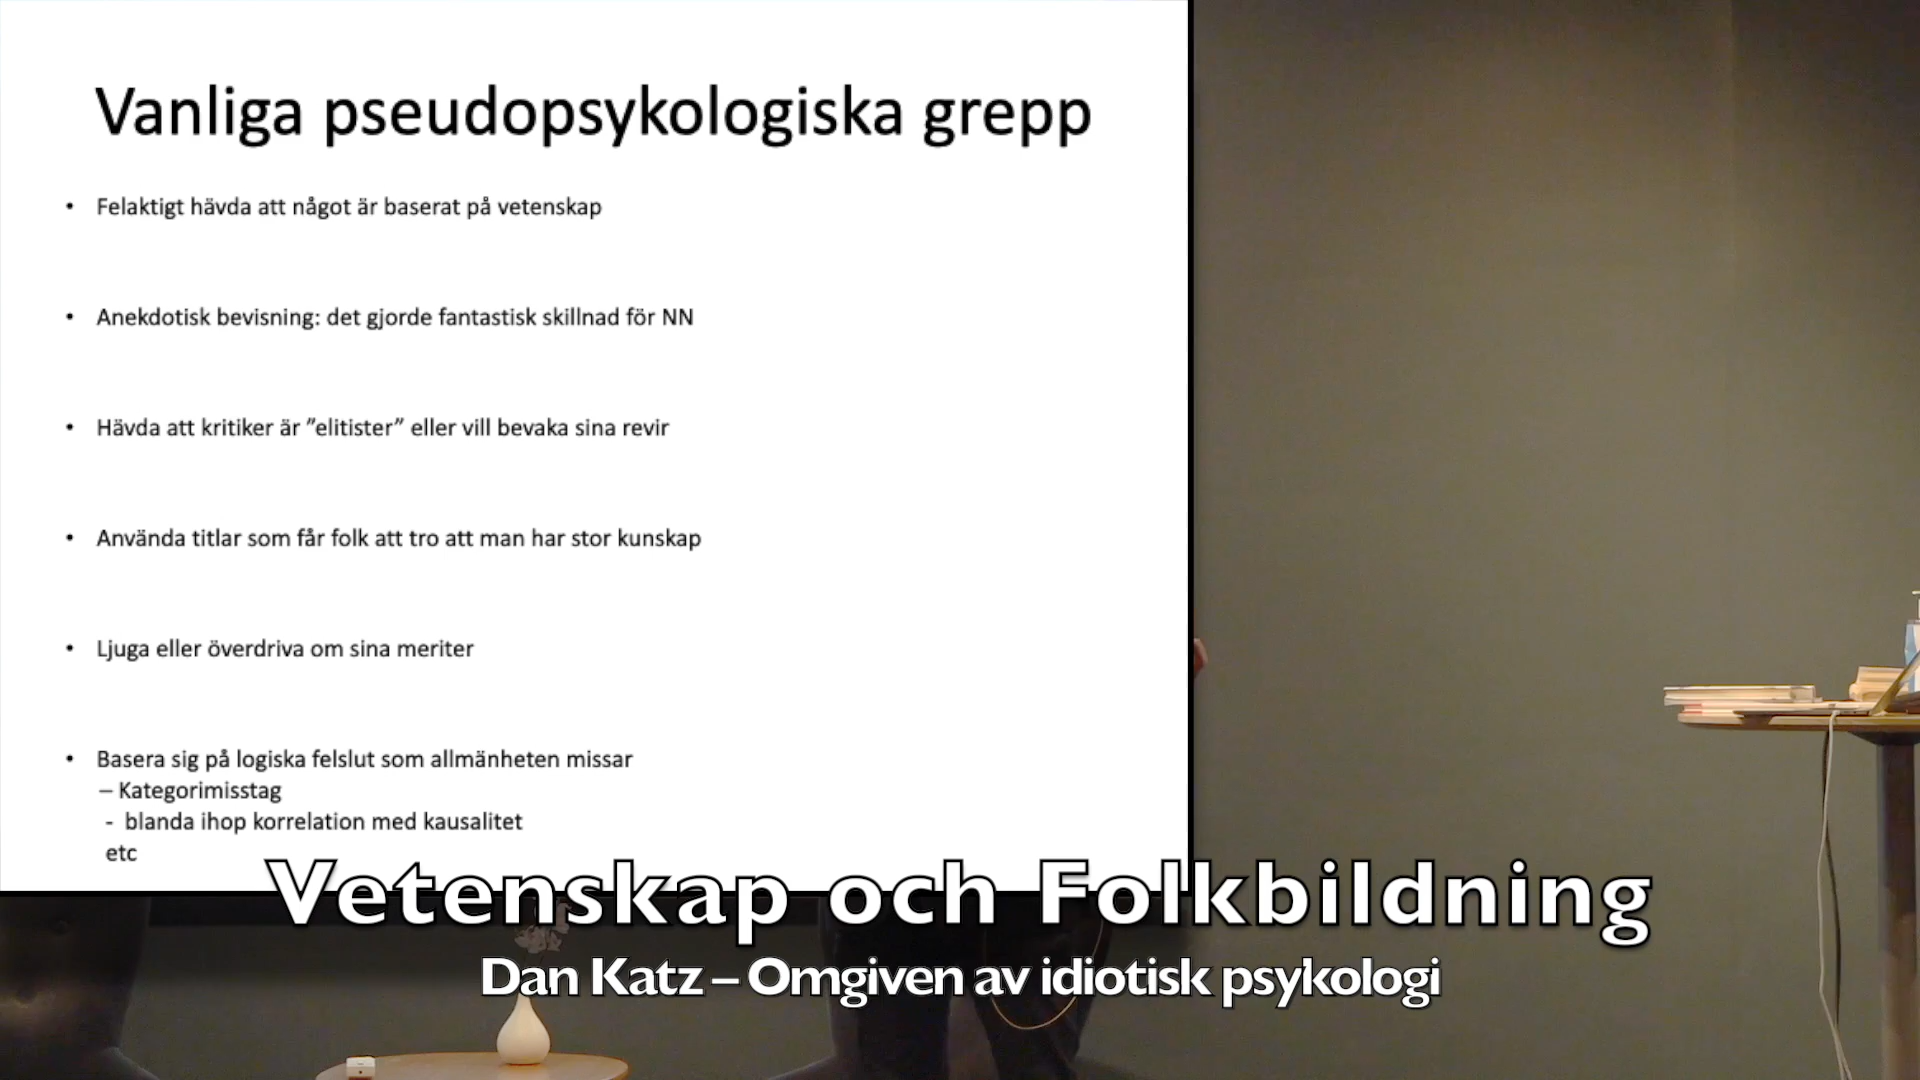 Vanliga pseudopsykologiska grepp
• Felaktigt hävda att något är baserat på vetenskap
• Anekdotisk bevisning: det gjorde fantastisk skillnad för NN
• Hävda att kritiker är ”elitister” eller vill bevaka sina revir
• Använda titlar som får folk att tro att man har stor kunskap
• Ljuga eller överdriva om sina meriter
• Basera sig på logiska felslut som allmänheten missar
– Kategorimisstag
- blanda ihop korrelation med kausalitet
etc
Vetenskap och Folkbildning
Dan Katz – Omgiven av idiotisk psykologi